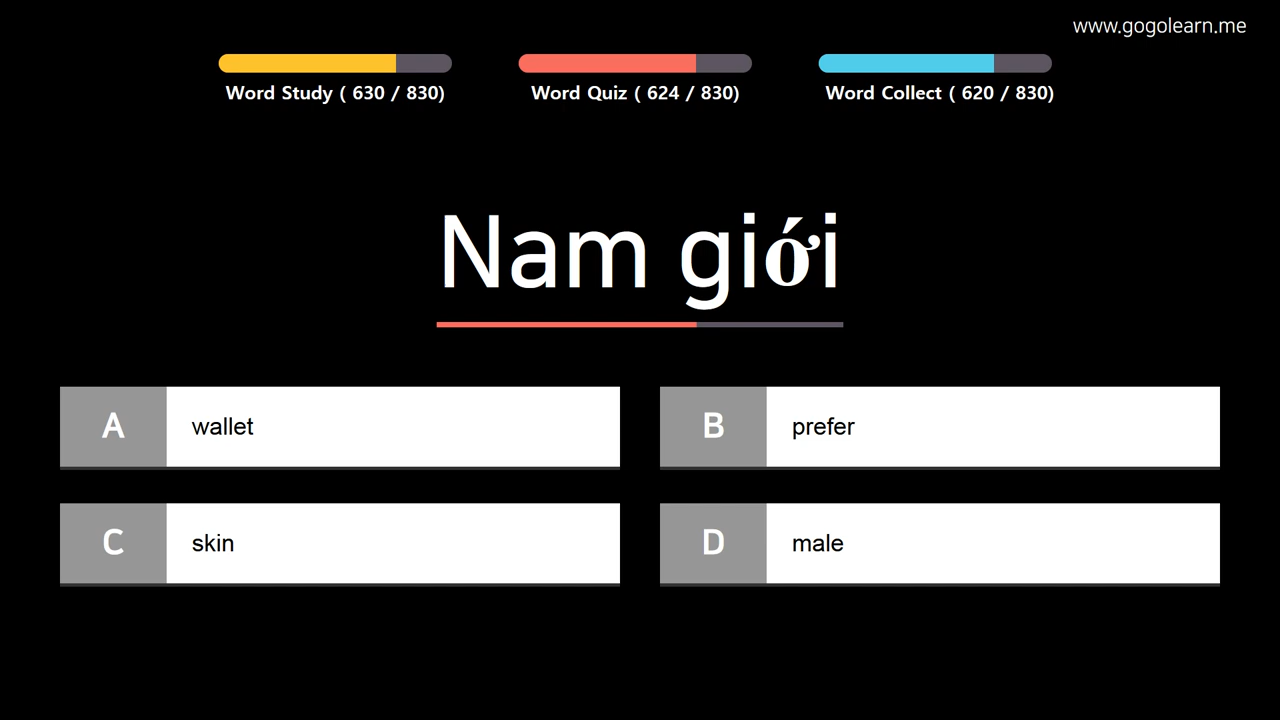 www.gogolearn.me
Word Study ( 630 / 830)
Word Quiz ( 624 / 830)
Word Collect ( 620 / 830)
Nam giới
A wallet
B prefer
C skin
D male